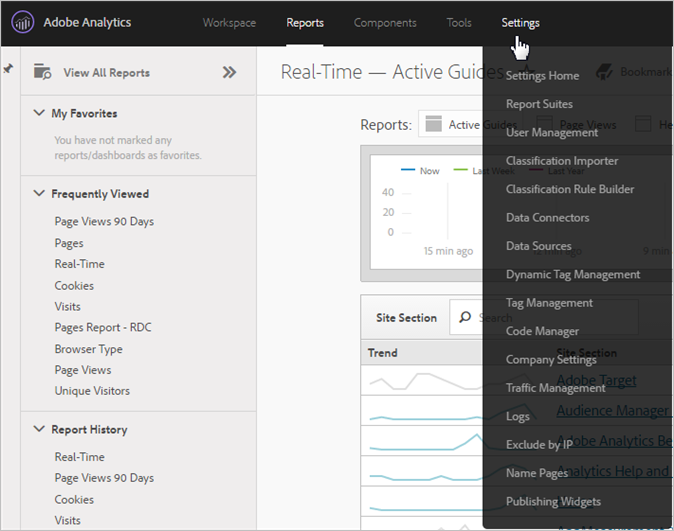 Adobe Analytics
Workspace
Reports
Components
Tools
Settings
View All Reports
My Favorites
You have not marked any
reports/dashboards as favorites.
Frequently Viewed
Page Views 90 Days
Pages
Real-Time
Cookies
Visits
Pages Report - RDC
Browser Type
Page Views
Unique Visitors
Report History
Real-Time
Page Views 90 Days
Cookies
Visits
Real-Time — Active Guides
Bookmark
Reports:
Active Guides
Page Views
Now
Last Week
Last Year
40
20
0
15 min ago
9 min
Site Section
Search
Trend
Site Section
Adobe Target
Audience Manager
Adobe Analytics Be
Analytics Help and
Settings Home
Report Suites
User Management
Classification Importer
Classification Rule Builder
Data Connectors
Data Sources
Dynamic Tag Management
Tag Management
Code Manager
Company Settings
Traffic Management
Logs
Exclude by IP
Name Pages
Publishing Widgets